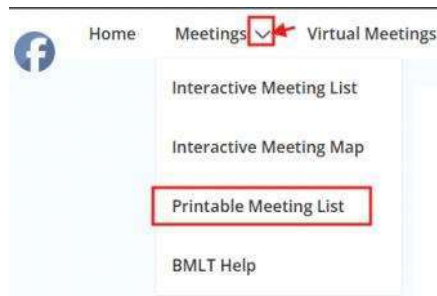 Home Meetings Virtual Meetings
Interactive Meeting List
Interactive Meeting Map
Printable Meeting List
BMLT Help